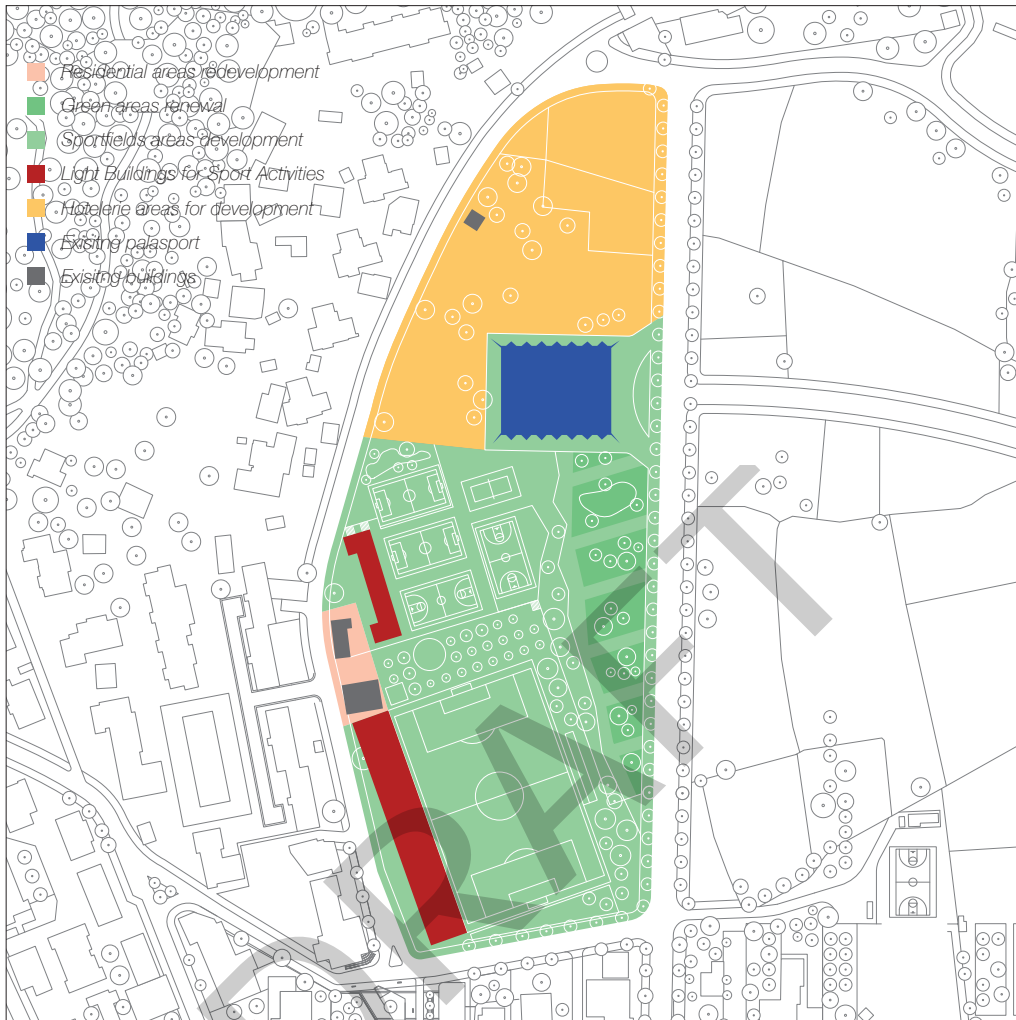 Residential areas redevelopment
Green areas renewal
Sportfields areas development
Light Buildings for Sport Activities
Hotelerie areas for development
Exisitng palasport
Exisiting buildings
DRAFT